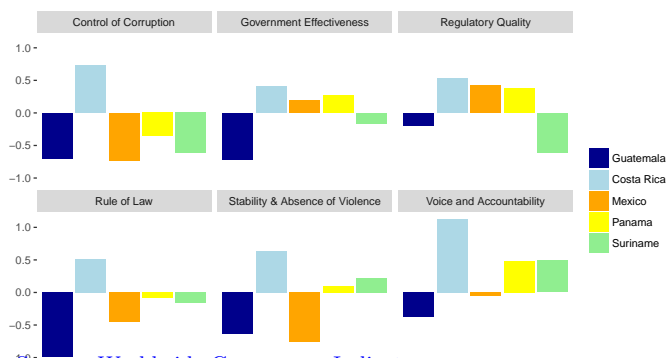 Control of Corruption Government Effectiveness Regulatory Quality
1.0
0.5
0.0
−0.5
−1.0
Rule of Law Stability & Absence of Violence Voice and Accountability
1.0
0.5
0.0
−0.5
Guatemala
Costa Rica
Mexico
Panama
Suriname